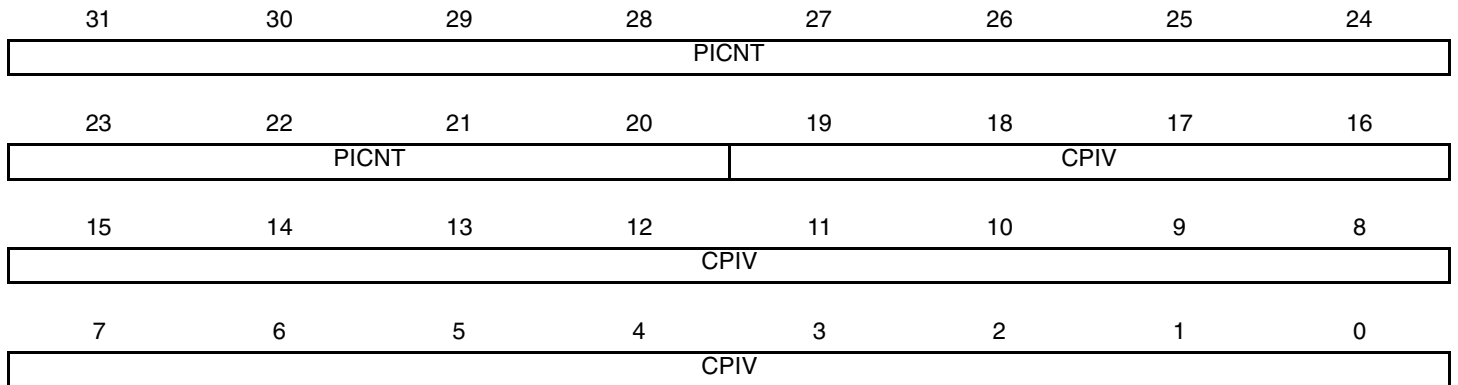 31 30 29 28 27 26 25 24
PICNT
23 22 21 20 19 18 17 16
PICNT CPIV
15 14 13 12 11 10 9 8
CPIV
7 6 5 4 3 2 1 0
CPIV